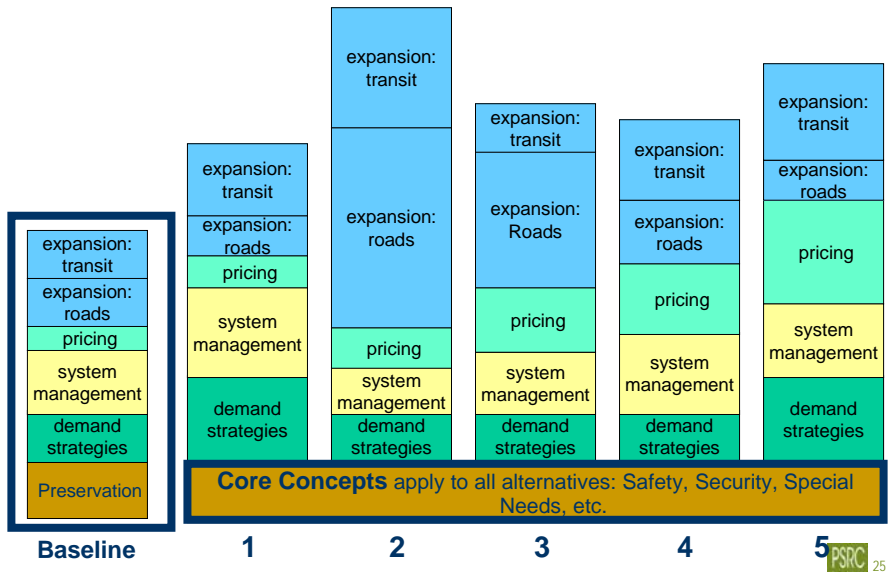 expansion:
transit
expansion:
roads
pricing
system
management
demand
strategies
Preservation
Baseline
expansion:
transit
expansion:
roads
pricing
system
management
demand
strategies
1
expansion:
transit
expansion:
roads
pricing
system
management
demand
strategies
2
expansion:
transit
expansion:
Roads
pricing
system
management
demand
strategies
3
expansion:
transit
expansion:
roads
pricing
system
management
demand
strategies
4
expansion:
transit
expansion:
roads
pricing
system
management
demand
strategies
5
Core Concepts apply to all alternatives: Safety, Security, Special
Needs, etc.
PSRC
25